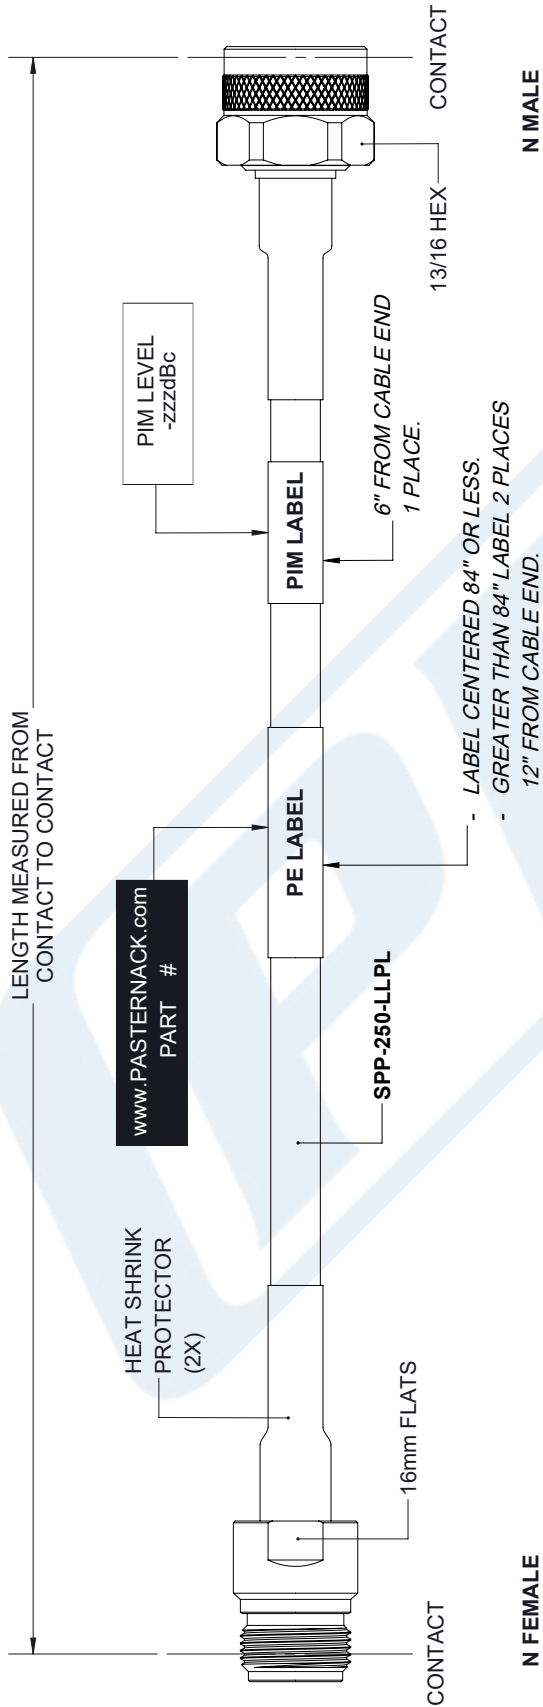 LENGTH MEASURED FROM
CONTACT TO CONTACT
HEAT SHRINK
PROTECTOR
(2X)
www.PASTERNACK.com
PART #
PIM LEVEL
-zzzdBc
PE LABEL
PIM LABEL
16mm FLATS
SPP-250-LLPL
6" FROM CABLE END
1 PLACE.
13/16 HEX
CONTACT
CONTACT
- LABEL CENTERED 84" OR LESS.
- GREATER THAN 84" LABEL 2 PLACES
12" FROM CABLE END.
N FEMALE
N MALE